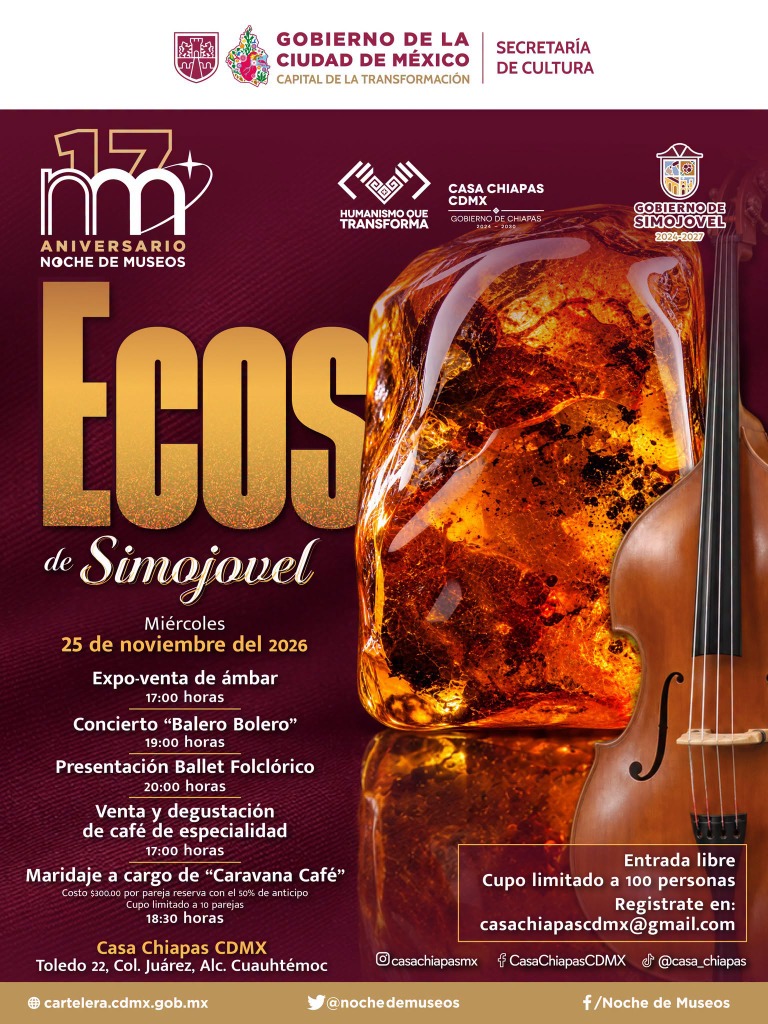 GOBIERNO DE LA
CIUDAD DE MÉXICO
CAPITAL DE LA TRANSFORMACIÓN
SECRETARÍA
DE CULTURA
17
nm
ANIVERSARIO
NOCHE DE MUSEOS
HUMANISMO QUE
TRANSFORMA
CASA CHIAPAS
CDMX
GOBIERNO DE CHIAPAS
2024 - 2030
GOBIERNO DE
SIMOJOVEL
2024-2027
Ecos
de Simojovel
Miércoles
25 de noviembre del 2026
Expo-venta de ámbar
17:00 horas
Concierto “Balero Bolero”
19:00 horas
Presentación Ballet Folclórico
20:00 horas
Venta y degustación
de café de especialidad
17:00 horas
Maridaje a cargo de “Caravana Café”
Costo $300.00 por pareja reserva con el 50% de anticipo
Cupo limitado a 10 parejas
18:30 horas
Casa Chiapas CDMX
Toledo 22, Col. Juárez, Alc. Cuauhtémoc
Entrada libre
Cupo limitado a 100 personas
Registrate en:
casachiapascdmx@gmail.com
casachiapasmx
CasaChiapasCDMX
@casa_chiapas
cartelera.cdmx.gob.mx
@nochedemuseos
/Noche de Museos